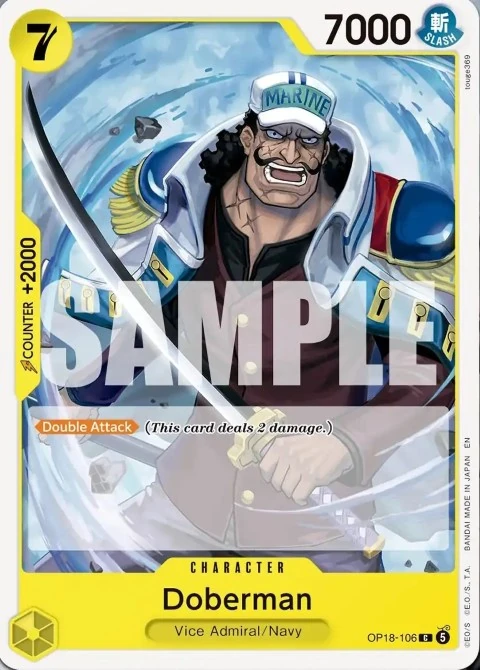 7
7000
斬
SLASH
touge369
MARINE
COUNTER +2000
SAMPLE
Double Attack (This card deals 2 damage.)
CHARACTER
Doberman
Vice Admiral/Navy
OP18-106 C 5
©E.O/S ©E.O./S., T.A. BANDAI MADE IN JAPAN EN